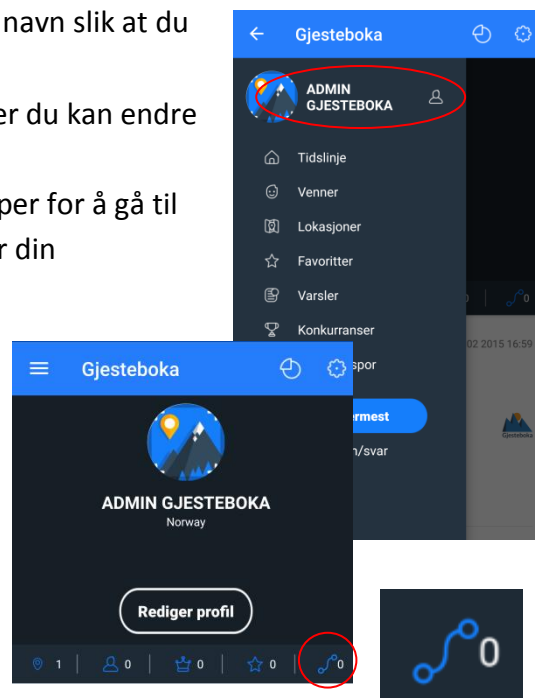 navn slik at du
er du kan endre
per for å gå til
r din
Gjesteboka
ADMIN
GJESTEBOKA
Tidslinje
Venner
Lokasjoner
Favoritter
Varsler
Konkurranser
spor
ermest
n/svar
0
02 2015 16:59
Gjesteboka
Gjesteboka
ADMIN GJESTEBOKA
Norway
Rediger profil
1 0 0 0 0
0